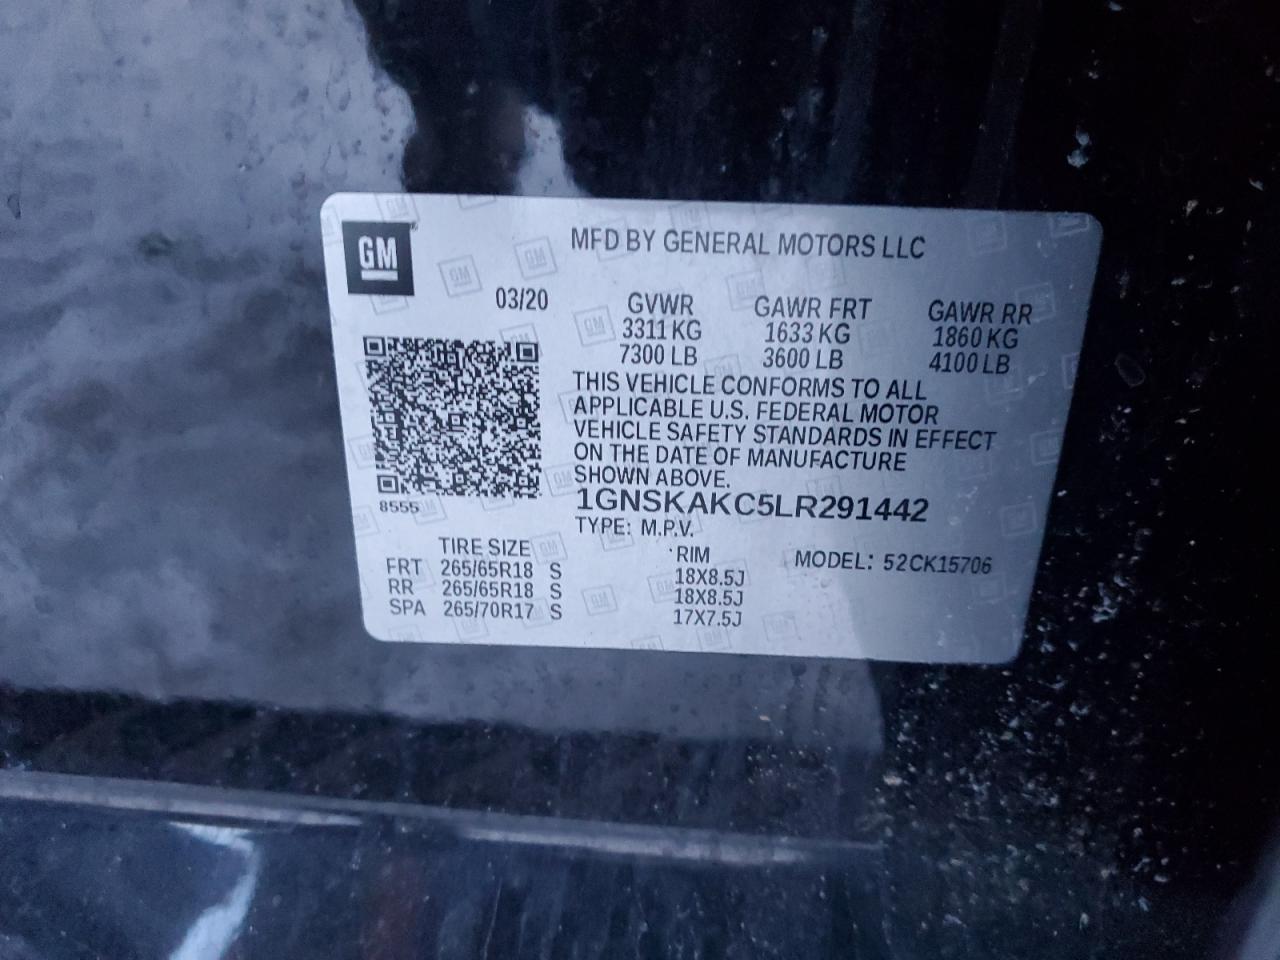 GM
MFD BY GENERAL MOTORS LLC
03/20
GVWR GAWR FRT GAWR RR
3311 KG 1633 KG 1860 KG
7300 LB 3600 LB 4100 LB
THIS VEHICLE CONFORMS TO ALL
APPLICABLE U.S. FEDERAL MOTOR
VEHICLE SAFETY STANDARDS IN EFFECT
ON THE DATE OF MANUFACTURE
SHOWN ABOVE.
8555
1GNSKAKC5LR291442
TYPE: M.P.V.
TIRE SIZE RIM MODEL: 52CK15706
FRT 265/65R18 S 18X8.5J
RR 265/65R18 S 18X8.5J
SPA 265/70R17 S 17X7.5J